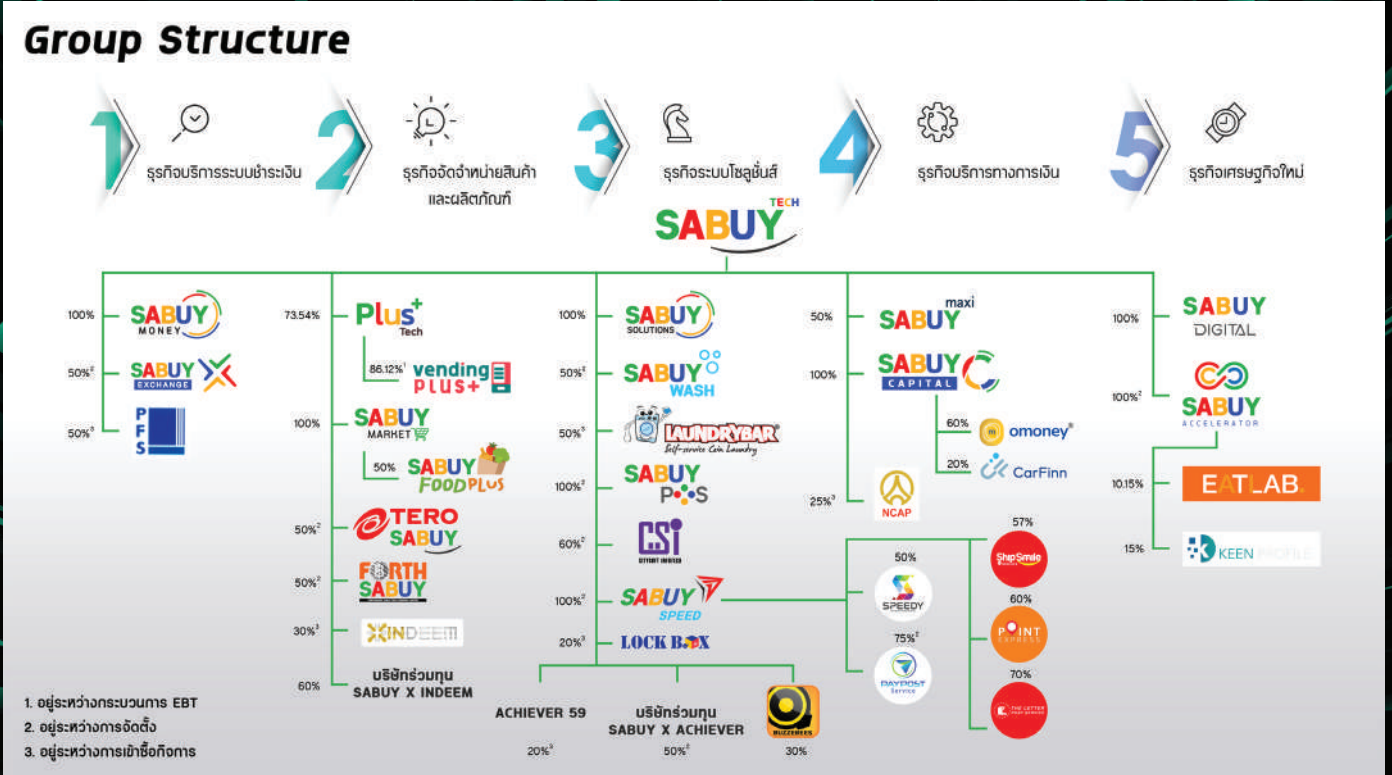 Group Structure
1
ธุรกิจบริการระบบชำระเงิน
2
ธุรกิจจัดจำหน่ายสินค้า
และผลิตภัณฑ์
3
ธุรกิจระบบโซลูชั่นส์
4
ธุรกิจบริการทางการเงิน
5
ธุรกิจเศรษฐกิจใหม่
SABUY TECH
100% SABUY MONEY
50%² SABUY EXCHANGE
50%³ PFS
73.54% Plus+ Tech
86.12%¹ vending plus+
100% SABUY MARKET
50% SABUY FOODPLUS
50%² TERO SABUY
50%² FORTH SABUY
30%³ INDEEM
60% บริษัทร่วมทุน
SABUY X INDEEM
100% SABUY SOLUTIONS
50%² SABUY WASH
50%³ LAUNDRYBAR
Self-service Coin Laundry
100%² SABUY POS
60%² CSi
100%² SABUY SPEED
20%³ LOCK BOX
ACHIEVER 59
20%³
บริษัทร่วมทุน
SABUY X ACHIEVER
50%²
BUZZEBEES
30%
50% SABUY maxi
100% SABUY CAPITAL
60% omoney
20% CarFinn
25%³ NCAP
50%
SPEEDY
75%²
PAYPOST
Service
57%
ShipSmile
60%
POINT
EXPRESS
70%
THE LETTER
POST SERVICE
100% SABUY DIGITAL
100%² SABUY
ACCELERATOR
10.15% EATLAB.
15% KEEN PROFILE
1. อยู่ระหว่างกระบวนการ EBT
2. อยู่ระหว่างการจัดตั้ง
3. อยู่ระหว่างการเข้าซื้อกิจการ